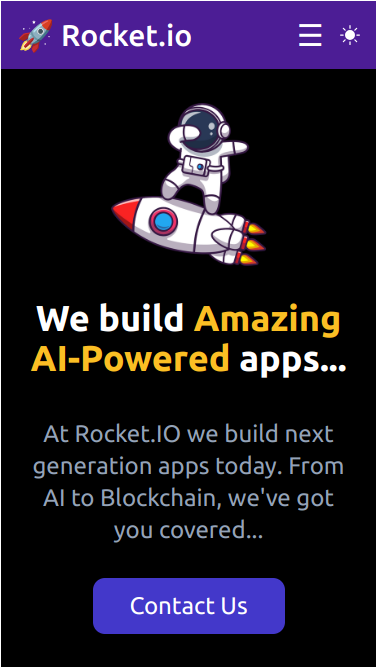 Rocket.io
We build Amazing
AI-Powered apps...
At Rocket.IO we build next
generation apps today. From
AI to Blockchain, we've got
you covered...
Contact Us